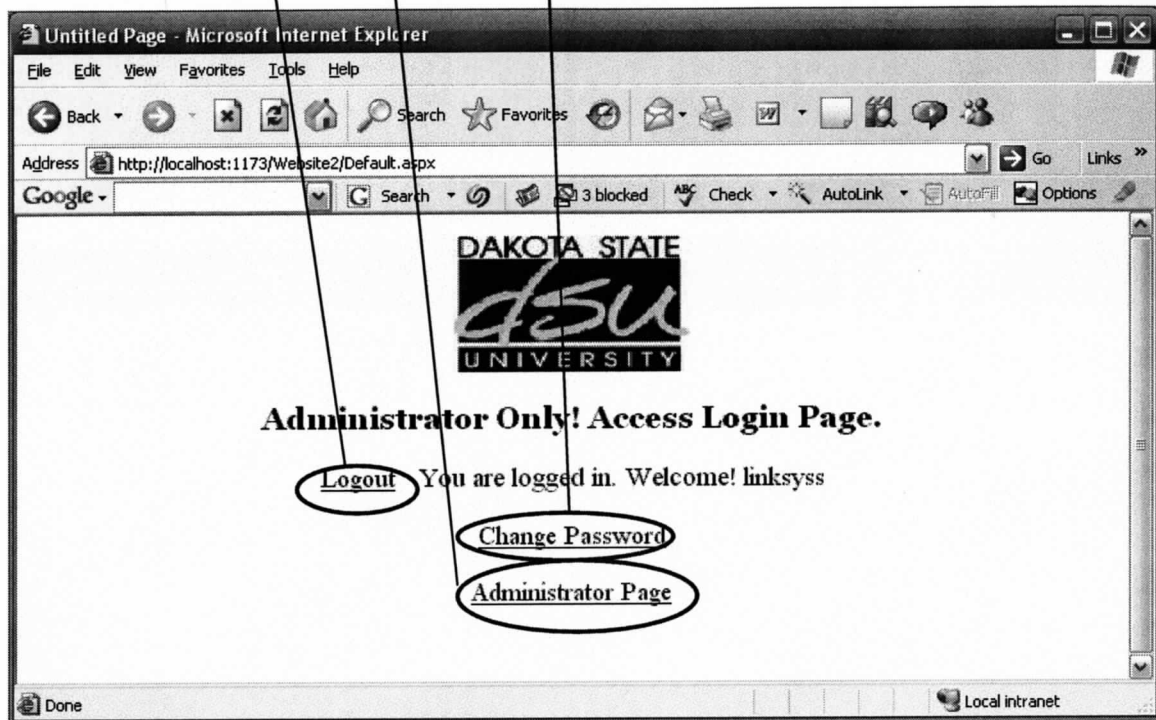 Untitled Page - Microsoft Internet Explorer
File Edit View Favorites Tools Help
Back Search Favorites W
Address http://localhost:1173/Website2/Default.aspx Go Links »
Google G Search 3 blocked ABC Check AutoLink AutoFill Options
DAKOTA STATE
dsu
UNIVERSITY
Administrator Only! Access Login Page.
Logout You are logged in. Welcome! linksyss
Change Password
Administrator Page
Done Local intranet